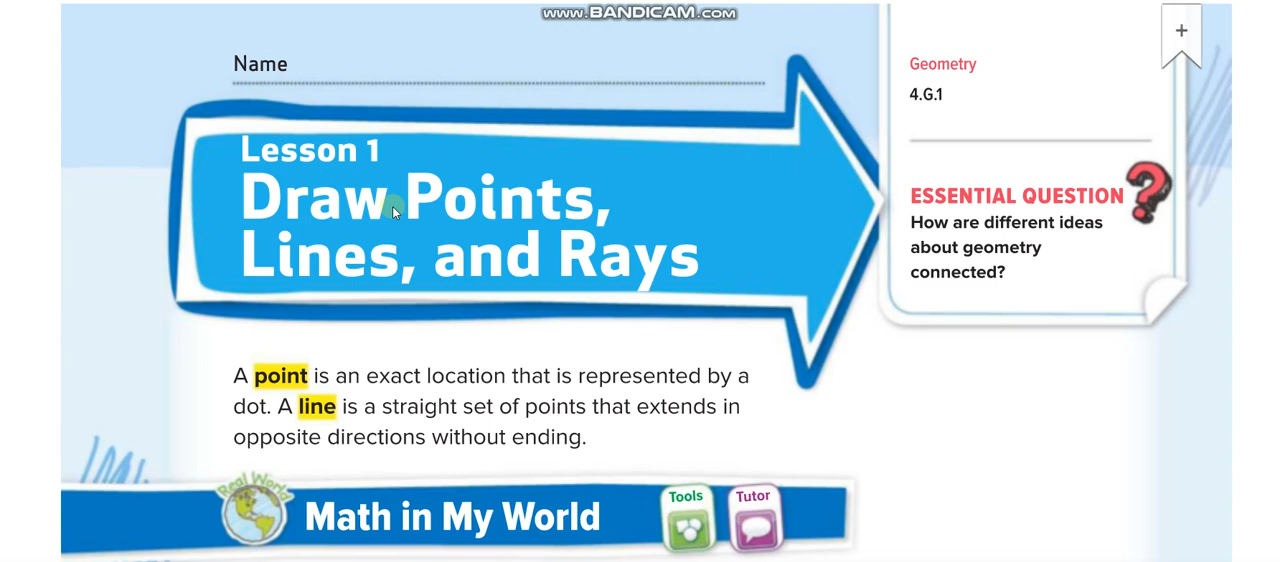 www.BANDICAM.com
Name
Lesson 1
Draw Points,
Lines, and Rays
+
Geometry
4.G.1
ESSENTIAL QUESTION
How are different ideas
about geometry
connected?
A point is an exact location that is represented by a
dot. A line is a straight set of points that extends in
opposite directions without ending.
Real World
Math in My World
Tools
Tutor